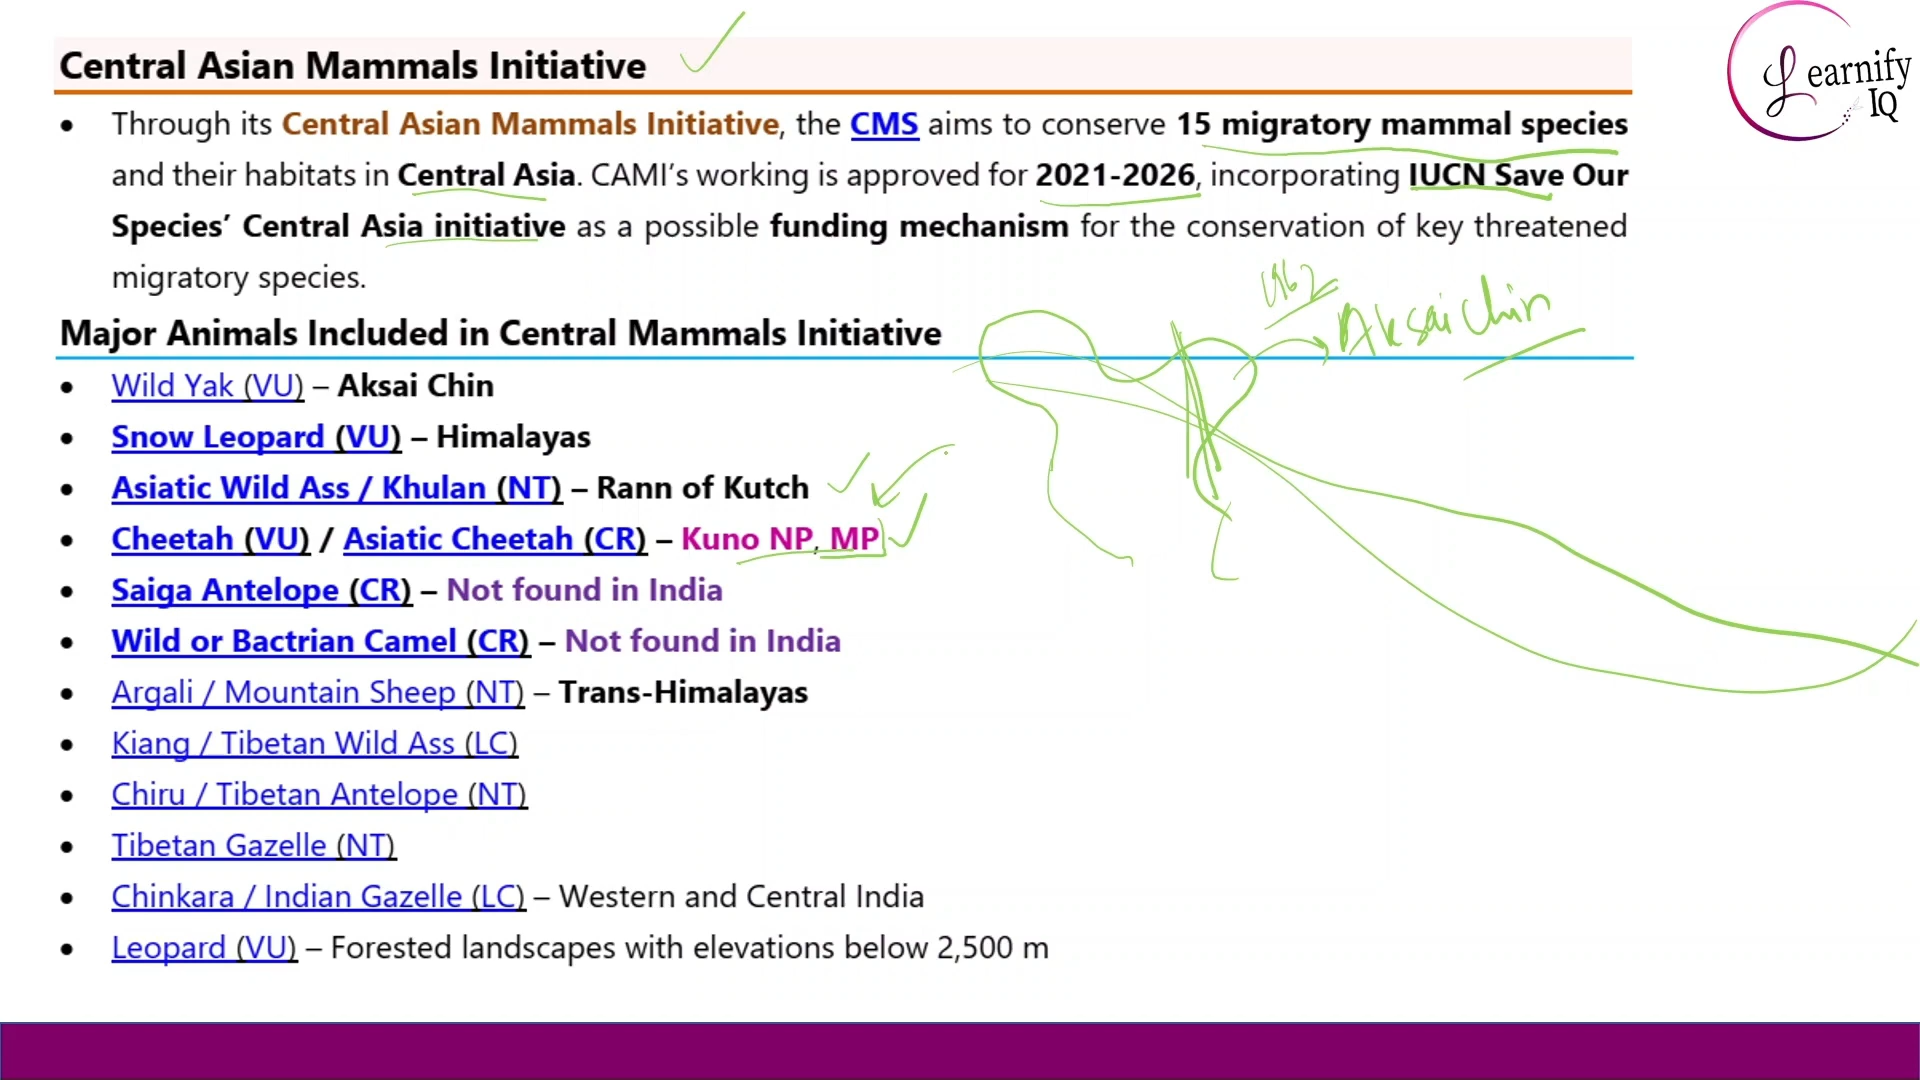 Central Asian Mammals Initiative
Learnify
IQ
• Through its Central Asian Mammals Initiative, the CMS aims to conserve 15 migratory mammal species
and their habitats in Central Asia. CAMI’s working is approved for 2021-2026, incorporating IUCN Save Our
Species’ Central Asia initiative as a possible funding mechanism for the conservation of key threatened
migratory species.
1962
Aksai Chin
Major Animals Included in Central Mammals Initiative
• Wild Yak (VU) – Aksai Chin
• Snow Leopard (VU) – Himalayas
• Asiatic Wild Ass / Khulan (NT) – Rann of Kutch
• Cheetah (VU) / Asiatic Cheetah (CR) – Kuno NP, MP
• Saiga Antelope (CR) – Not found in India
• Wild or Bactrian Camel (CR) – Not found in India
• Argali / Mountain Sheep (NT) – Trans-Himalayas
• Kiang / Tibetan Wild Ass (LC)
• Chiru / Tibetan Antelope (NT)
• Tibetan Gazelle (NT)
• Chinkara / Indian Gazelle (LC) – Western and Central India
• Leopard (VU) – Forested landscapes with elevations below 2,500 m